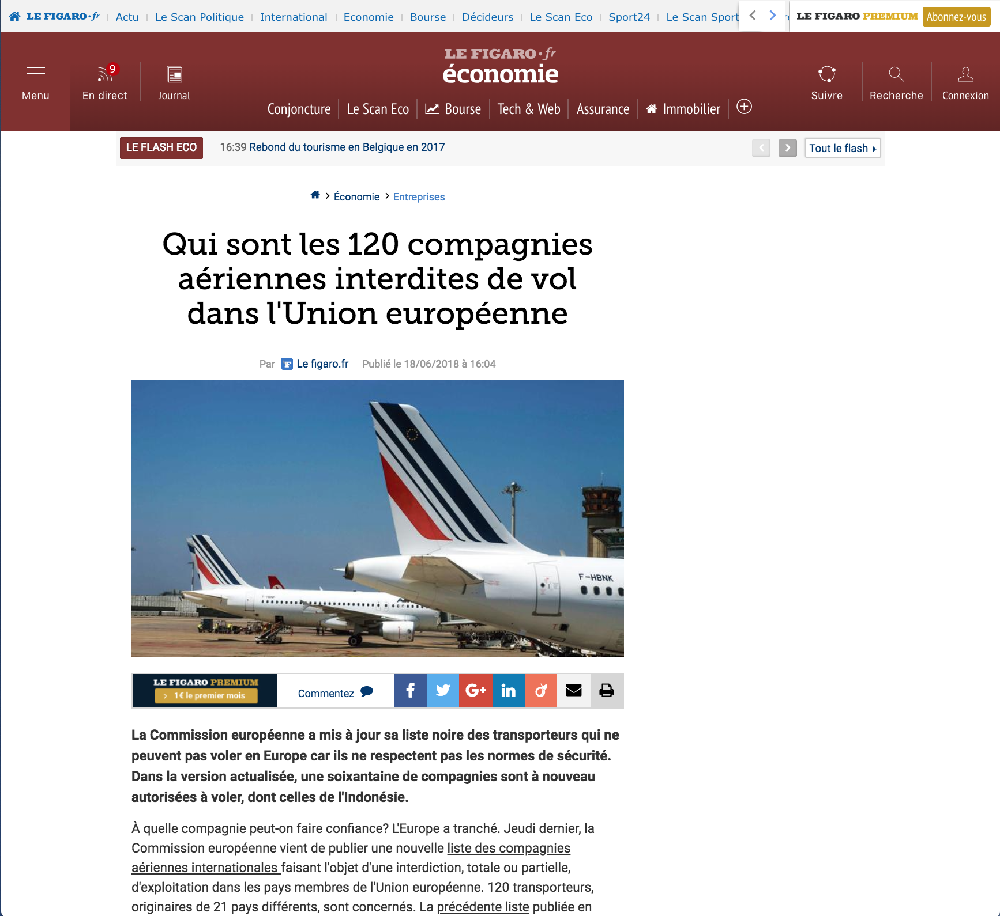 LE FIGARO·fr Actu Le Scan Politique International Economie Bourse Décideurs Le Scan Eco Sport24 Le Scan Sport LE FIGARO PREMIUM Abonnez-vous
LE FIGARO·fr
économie
Menu
9
En direct
Journal
Suivre
Recherche
Connexion
Conjoncture Le Scan Eco Bourse Tech & Web Assurance Immobilier
LE FLASH ECO 16:39 Rebond du tourisme en Belgique en 2017 Tout le flash
Économie Entreprises
Qui sont les 120 compagnies
aériennes interdites de vol
dans l'Union européenne
Par Le figaro.fr Publié le 18/06/2018 à 16:04
F-HBNK
LE FIGARO PREMIUM
1€ le premier mois
Commentez
La Commission européenne a mis à jour sa liste noire des transporteurs qui ne
peuvent pas voler en Europe car ils ne respectent pas les normes de sécurité.
Dans la version actualisée, une soixantaine de compagnies sont à nouveau
autorisées à voler, dont celles de l'Indonésie.
À quelle compagnie peut-on faire confiance? L'Europe a tranché. Jeudi dernier, la
Commission européenne vient de publier une nouvelle liste des compagnies
aériennes internationales faisant l'objet d'une interdiction, totale ou partielle,
d'exploitation dans les pays membres de l'Union européenne. 120 transporteurs,
originaires de 21 pays différents, sont concernés. La précédente liste publiée en